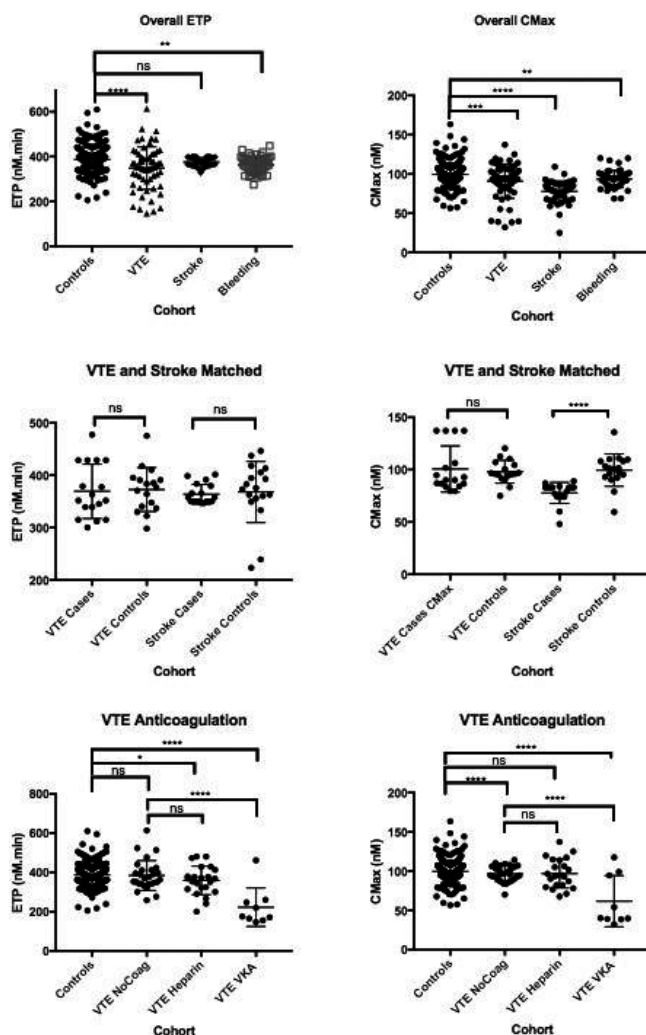 Overall ETP
**
ns
****
600
400
200
0
ETP (nM.min)
Controls
VTE
Stroke
Bleeding
Cohort
Overall CMax
**
****
***
200
150
100
50
0
CMax (nM)
Controls
VTE
Stroke
Bleeding
Cohort
VTE and Stroke Matched
ns
ns
500
400
300
200
ETP (nM.min)
VTE Cases
VTE Controls
Stroke Cases
Stroke Controls
Cohort
VTE and Stroke Matched
ns
****
150
100
50
0
CMax (nM)
VTE Cases CMax
VTE Controls
Stroke Cases
Stroke Controls
Cohort
VTE Anticoagulation
****
*
ns
****
ns
800
600
400
200
0
ETP (nM.min)
Controls
VTE NoCoag
VTE Heparin
VTE VKA
Cohort
VTE Anticoagulation
****
ns
****
****
ns
200
150
100
50
0
CMax (nM)
Controls
VTE NoCoag
VTE Heparin
VTE VKA
Cohort